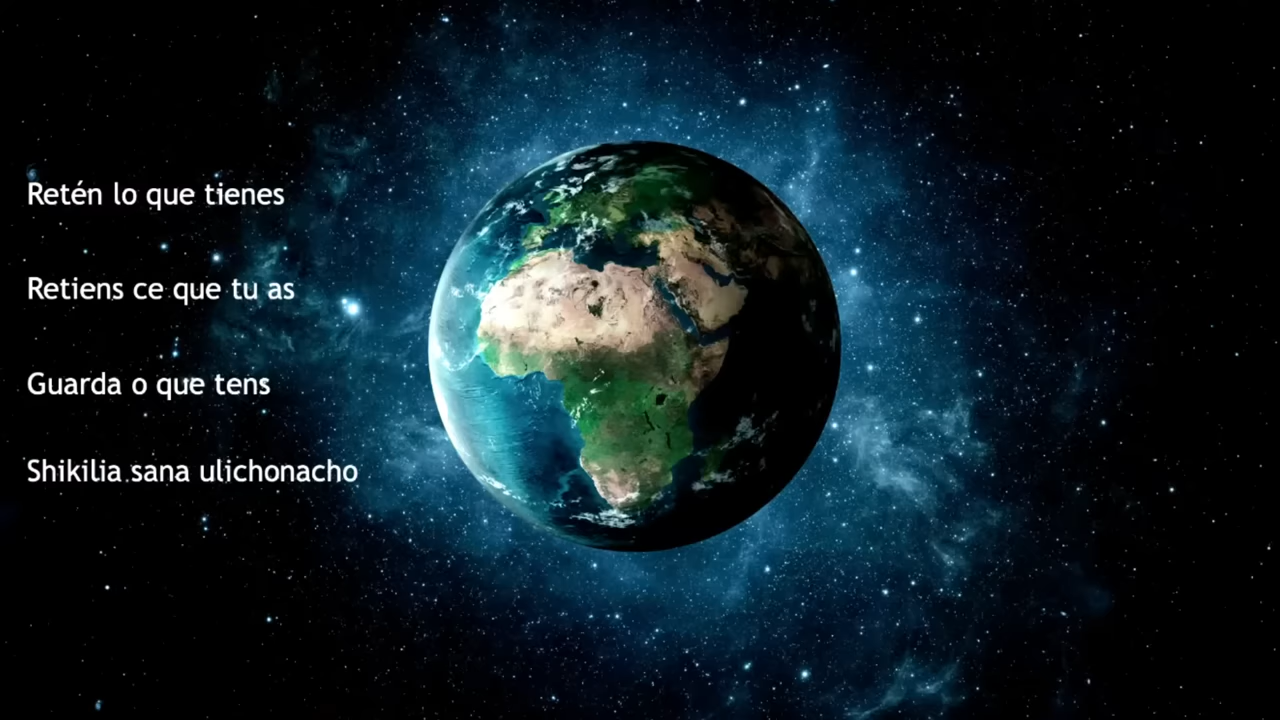 Retén lo que tienes
Retiens ce que tu as
Guarda o que tens
Shikilia sana ulichonacho